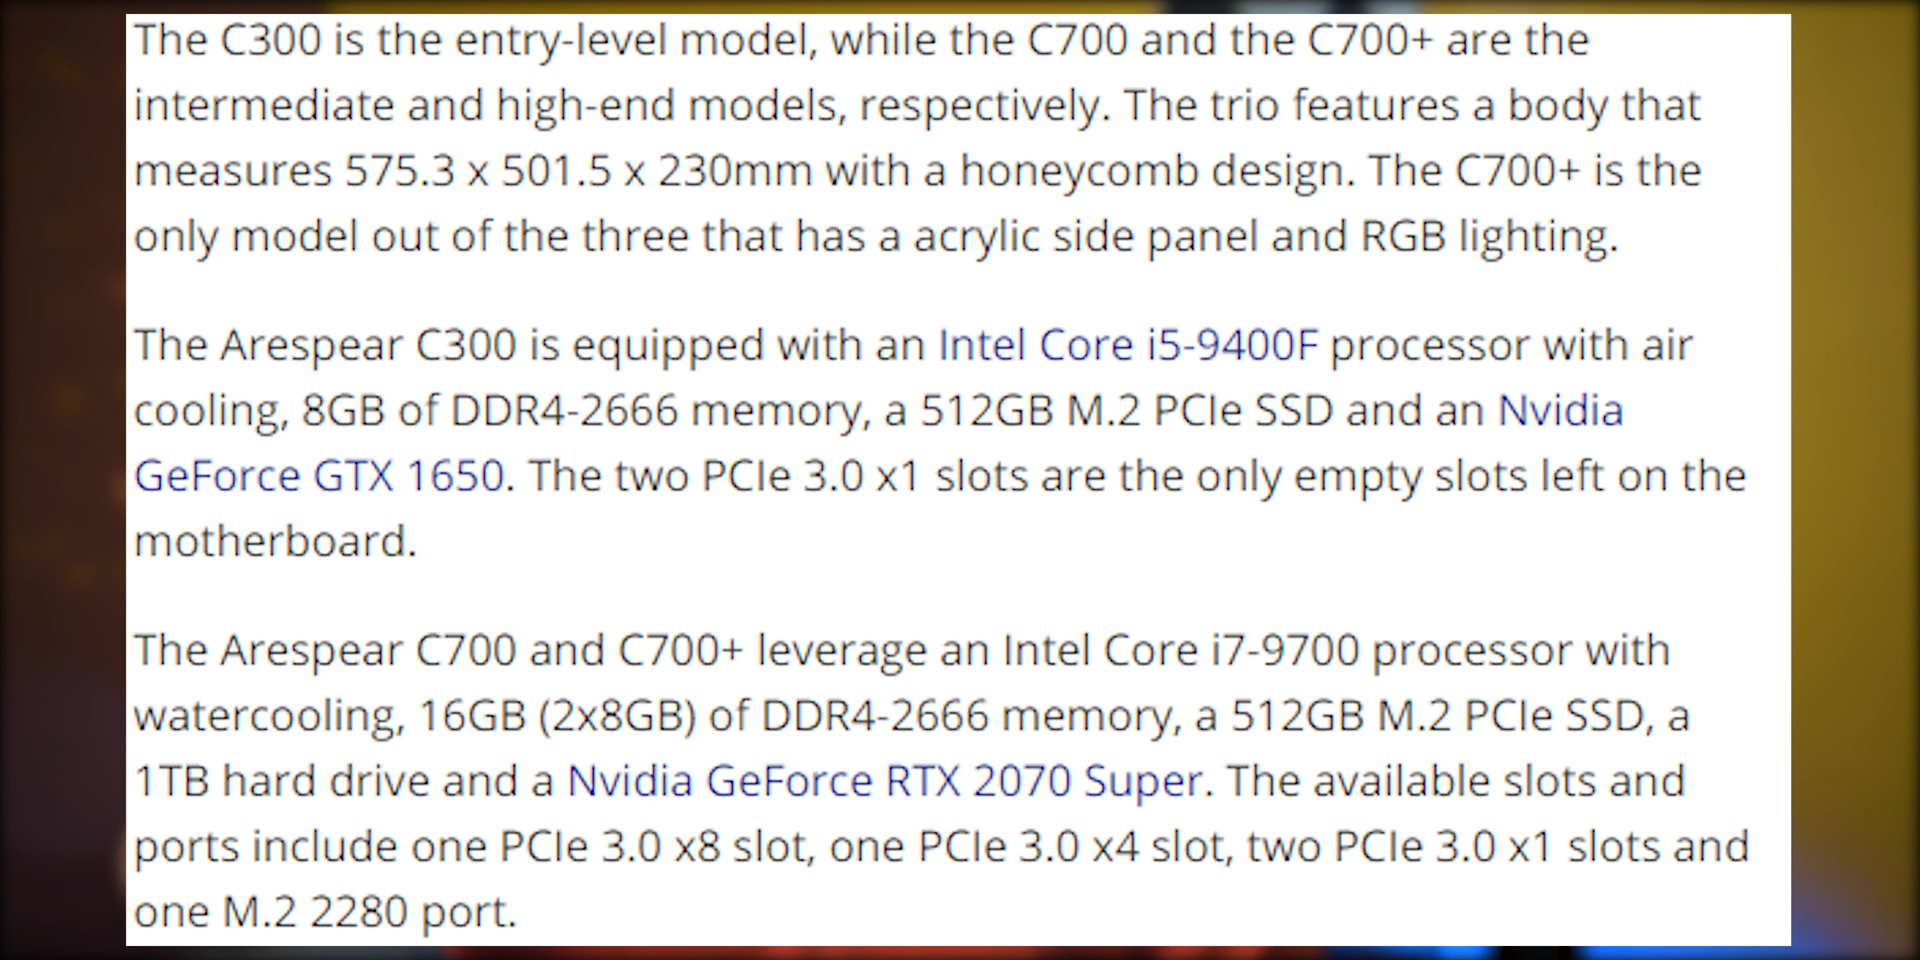 The C300 is the entry-level model, while the C700 and the C700+ are the
intermediate and high-end models, respectively. The trio features a body that
measures 575.3 x 501.5 x 230mm with a honeycomb design. The C700+ is the
only model out of the three that has a acrylic side panel and RGB lighting.
The Arespear C300 is equipped with an Intel Core i5-9400F processor with air
cooling, 8GB of DDR4-2666 memory, a 512GB M.2 PCIe SSD and an Nvidia
GeForce GTX 1650. The two PCIe 3.0 x1 slots are the only empty slots left on the
motherboard.
The Arespear C700 and C700+ leverage an Intel Core i7-9700 processor with
watercooling, 16GB (2x8GB) of DDR4-2666 memory, a 512GB M.2 PCIe SSD, a
1TB hard drive and a Nvidia GeForce RTX 2070 Super. The available slots and
ports include one PCIe 3.0 x8 slot, one PCIe 3.0 x4 slot, two PCIe 3.0 x1 slots and
one M.2 2280 port.